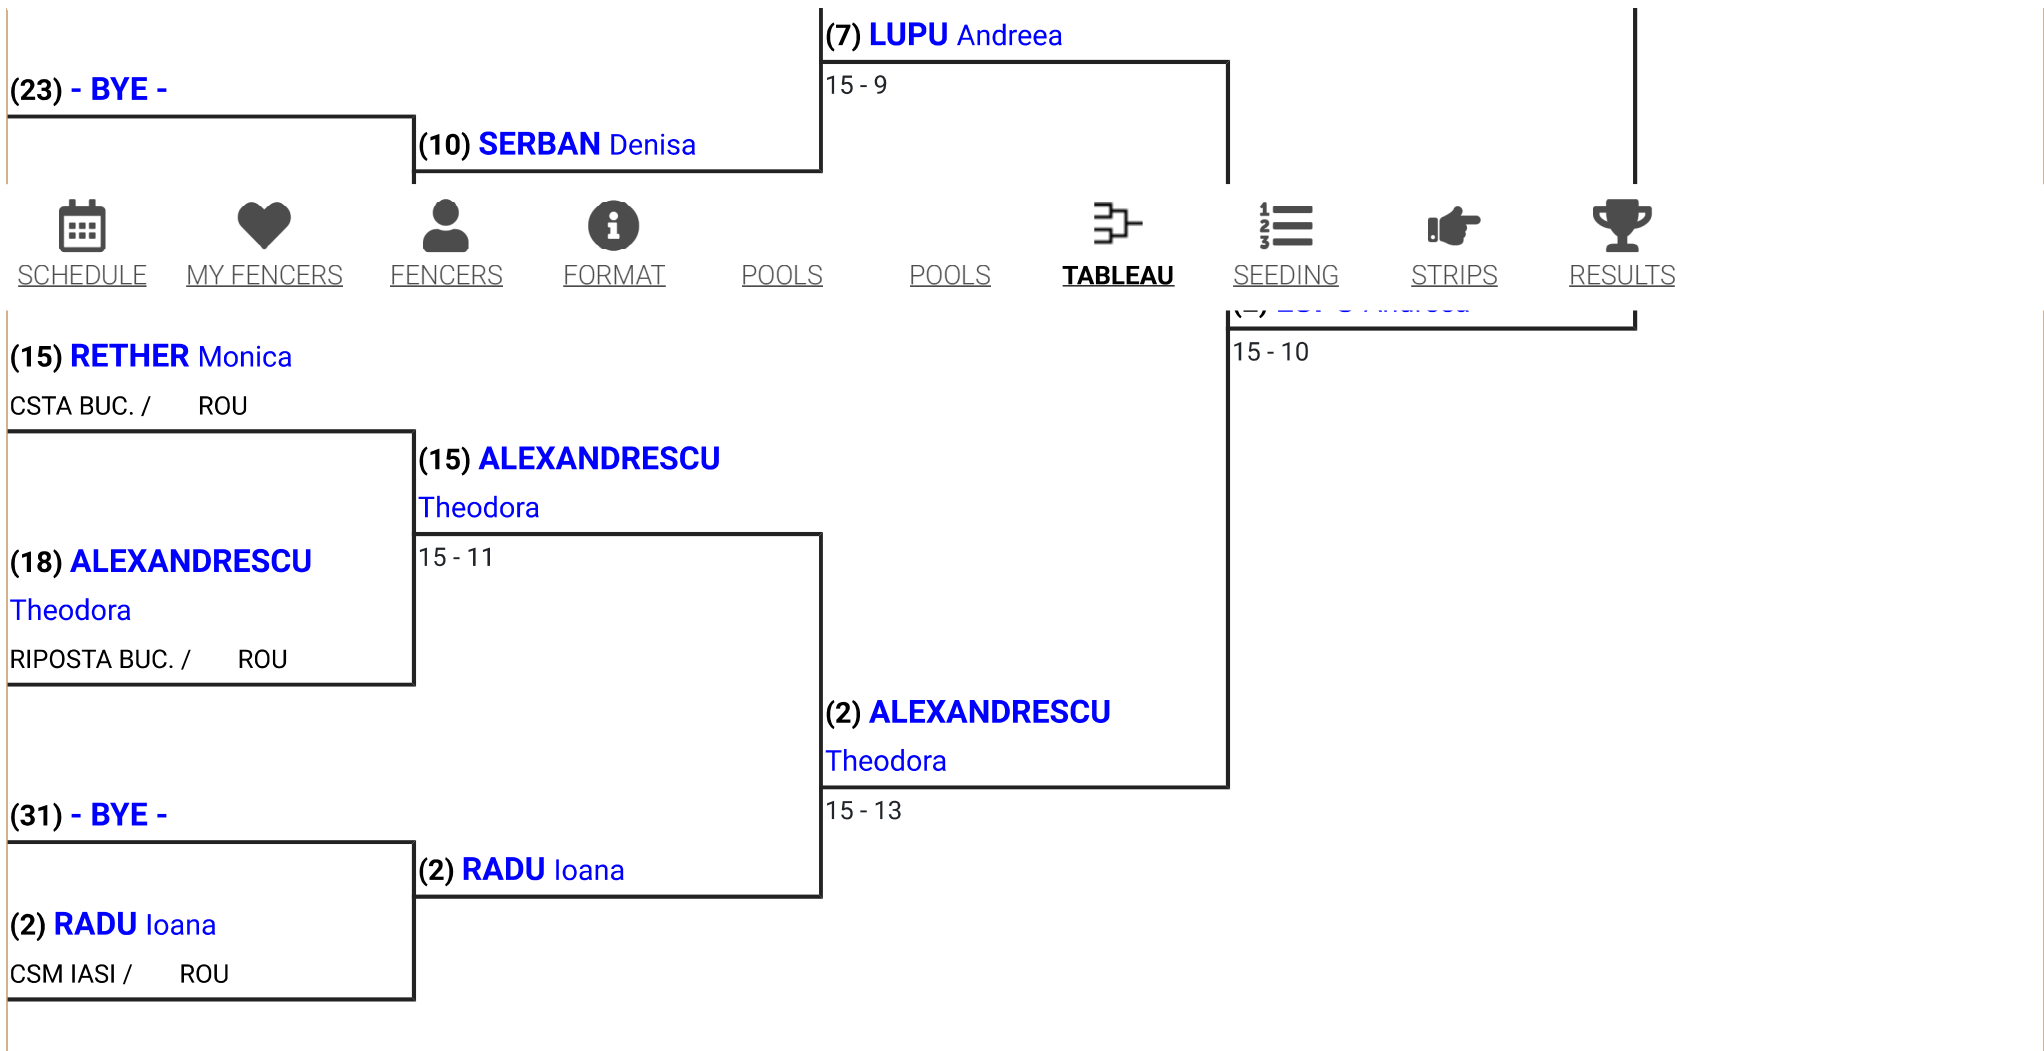 (7) LUPU Andreea
(23) - BYE -
15 - 9
(10) SERBAN Denisa
SCHEDULE
MY FENCERS
FENCERS
FORMAT
POOLS
POOLS
TABLEAU
SEEDING
STRIPS
RESULTS
(15) RETHER Monica
15 - 10
CSTA BUC. / ROU
(15) ALEXANDRESCU
Theodora
(18) ALEXANDRESCU
15 - 11
Theodora
RIPOSTA BUC. / ROU
(2) ALEXANDRESCU
Theodora
(31) - BYE -
15 - 13
(2) RADU Ioana
(2) RADU Ioana
CSM IASI / ROU